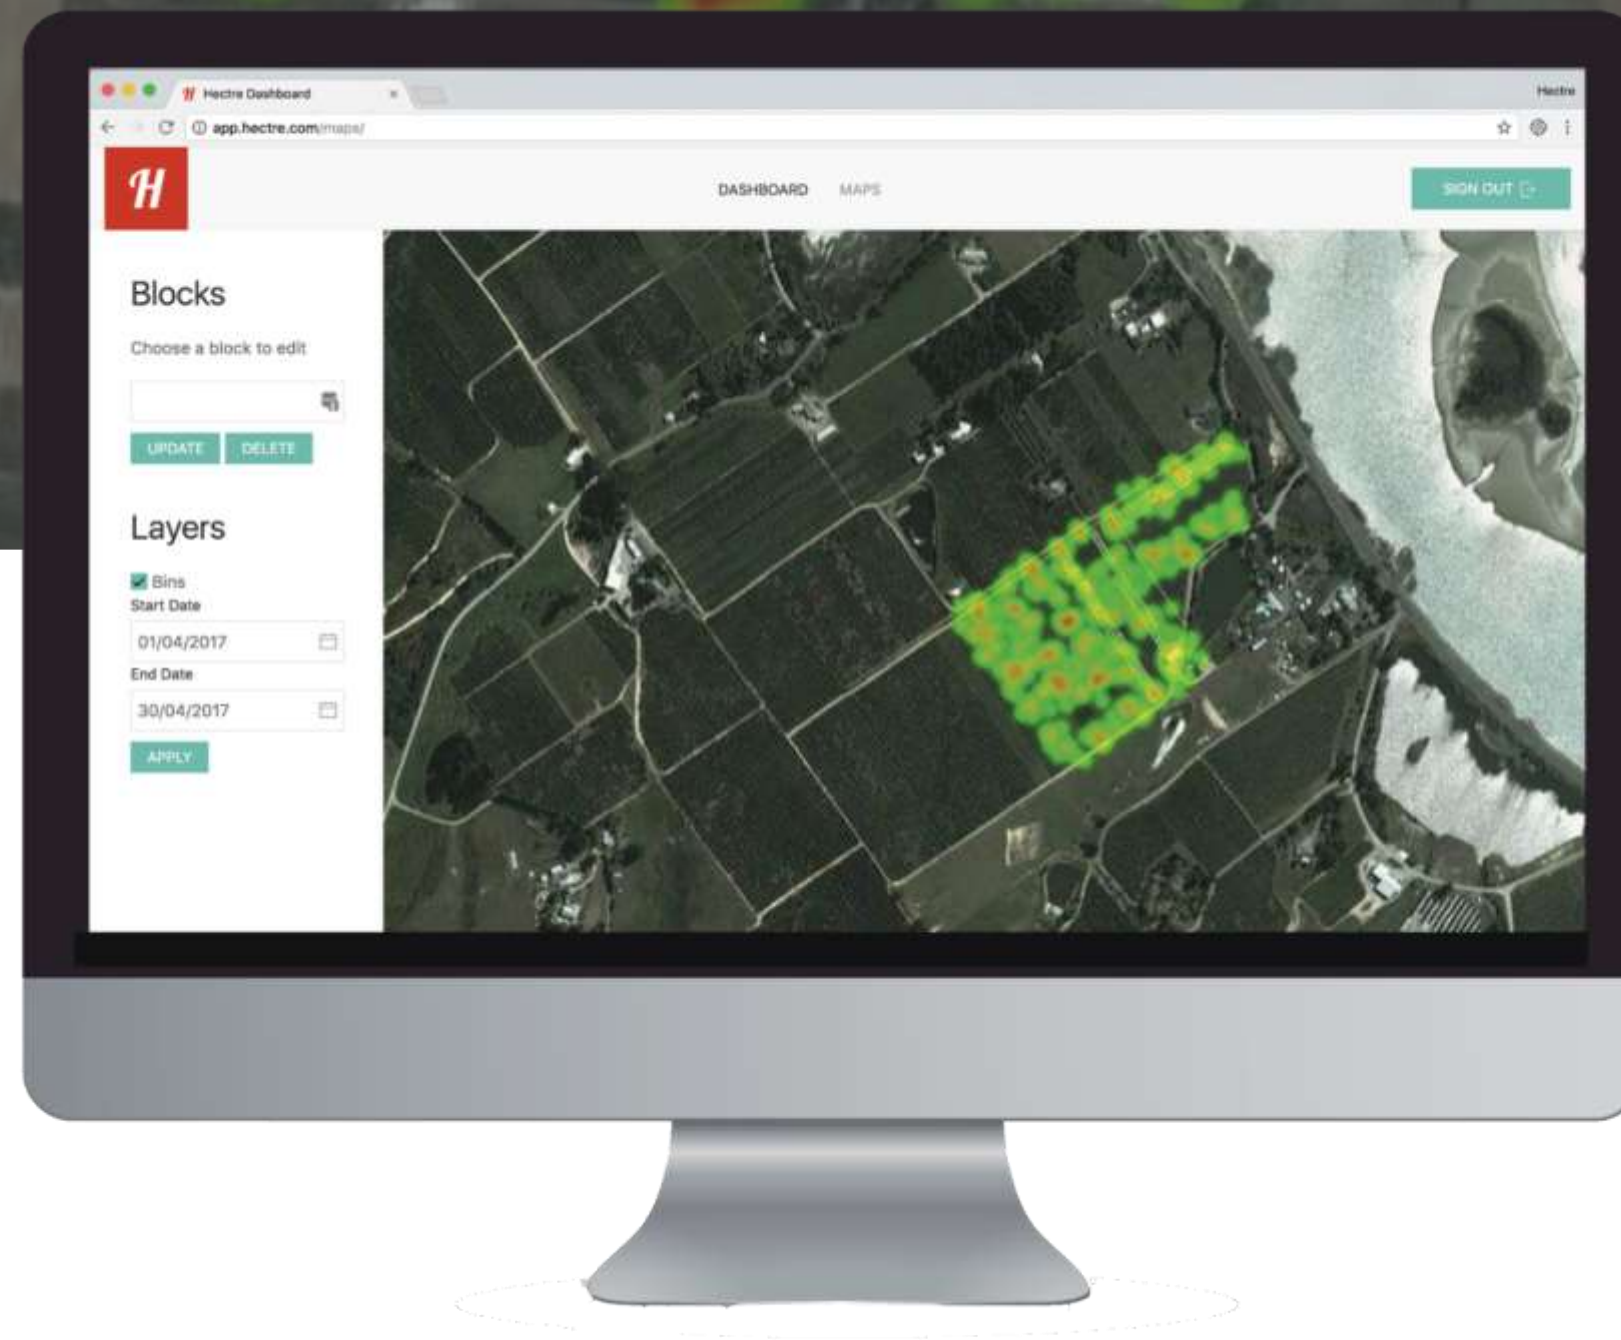 Hectre Dashboard
Hectre
app.hectre.com/maps/
H
DASHBOARD MAPS
SIGN OUT
Blocks
Choose a block to edit
UPDATE DELETE
Layers
Bins
Start Date
01/04/2017
End Date
30/04/2017
APPLY